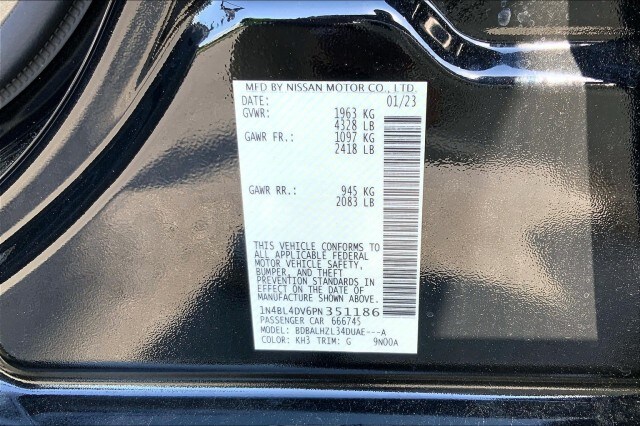 MFD BY NISSAN MOTOR CO., LTD.
DATE: 01/23
GVWR: 1963 KG
4328 LB
GAWR FR.: 1097 KG
2418 LB
GAWR RR.: 945 KG
2083 LB
THIS VEHICLE CONFORMS TO
ALL APPLICABLE FEDERAL
MOTOR VEHICLE SAFETY,
BUMPER, AND THEFT
PREVENTION STANDARDS IN
EFFECT ON THE DATE OF
MANUFACTURE SHOWN ABOVE.
1N4BL4DV6PN351186
PASSENGER CAR 666745
MODEL: BDBALHZL34DUAE---A
COLOR: KH3 TRIM: G 9N00A